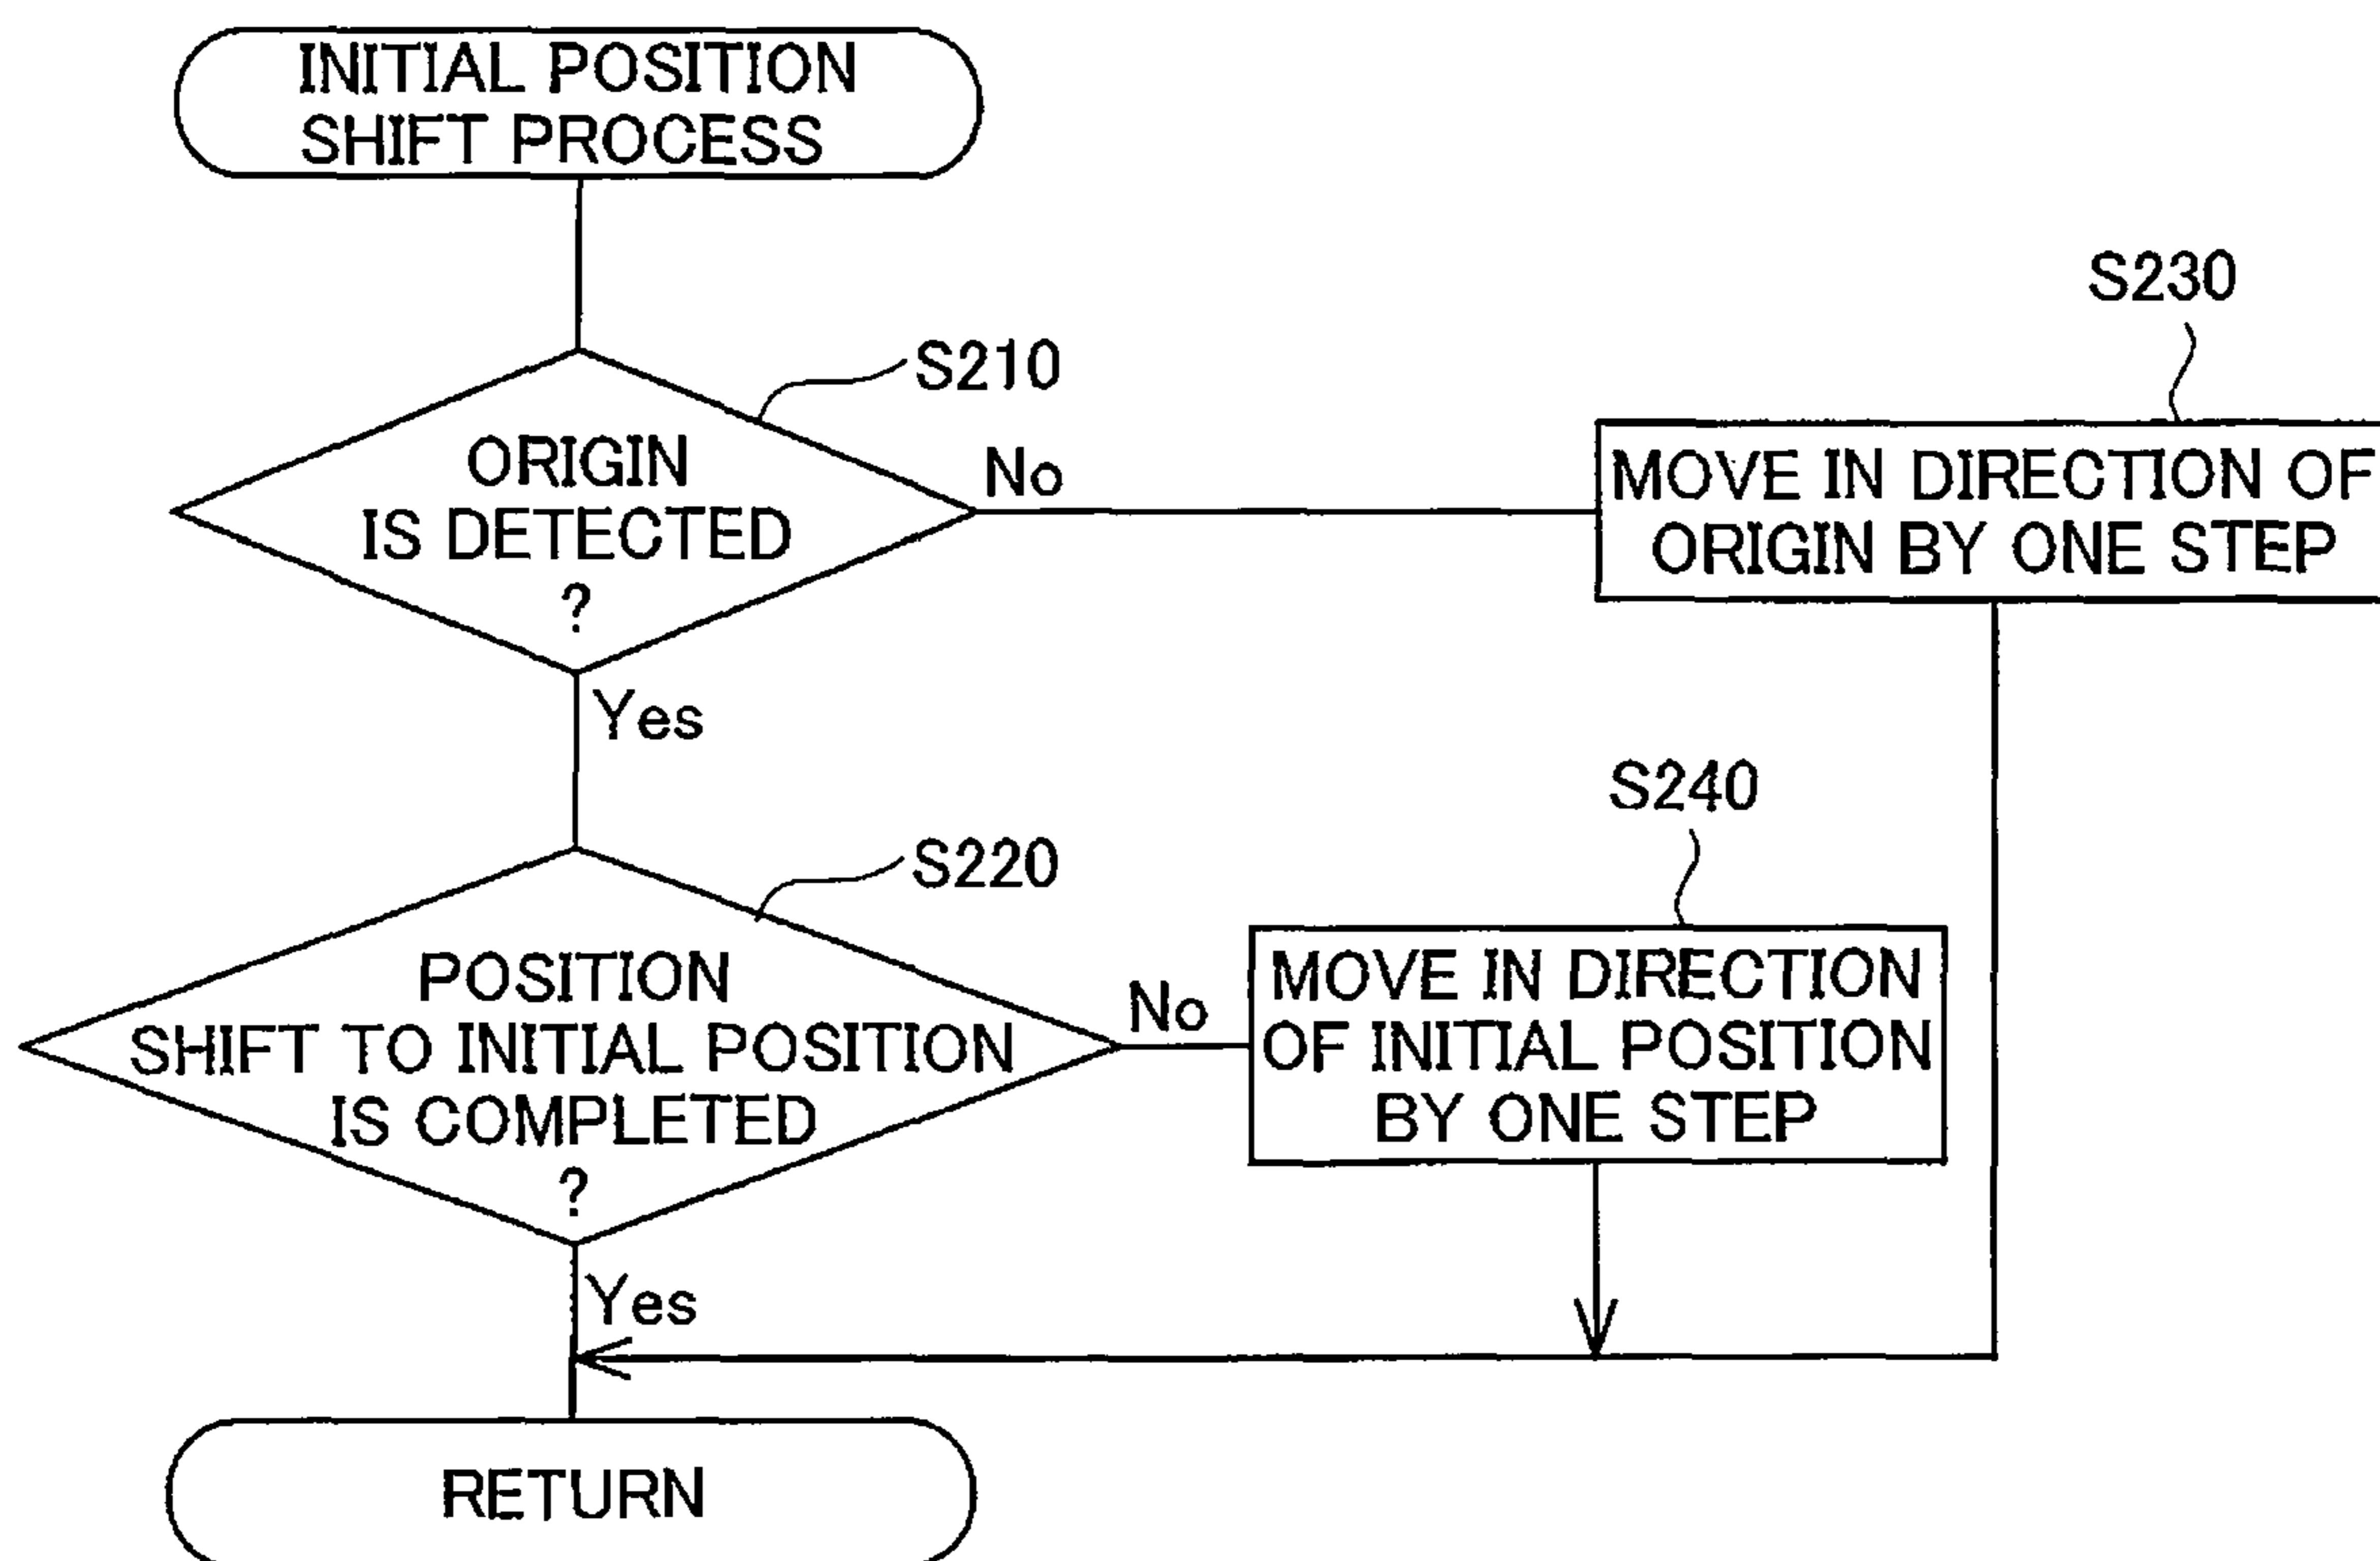 INITIAL POSITION
SHIFT PROCESS
S210
ORIGIN
IS DETECTED
?
No
Yes
S230
MOVE IN DIRECTION OF
ORIGIN BY ONE STEP
S220
POSITION
SHIFT TO INITIAL POSITION
IS COMPLETED
?
No
Yes
S240
MOVE IN DIRECTION
OF INITIAL POSITION
BY ONE STEP
RETURN